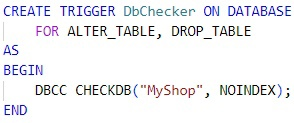 CREATE TRIGGER DbChecker ON DATABASE
    FOR ALTER_TABLE, DROP_TABLE
AS
BEGIN
    DBCC CHECKDB("MyShop", NOINDEX);
END